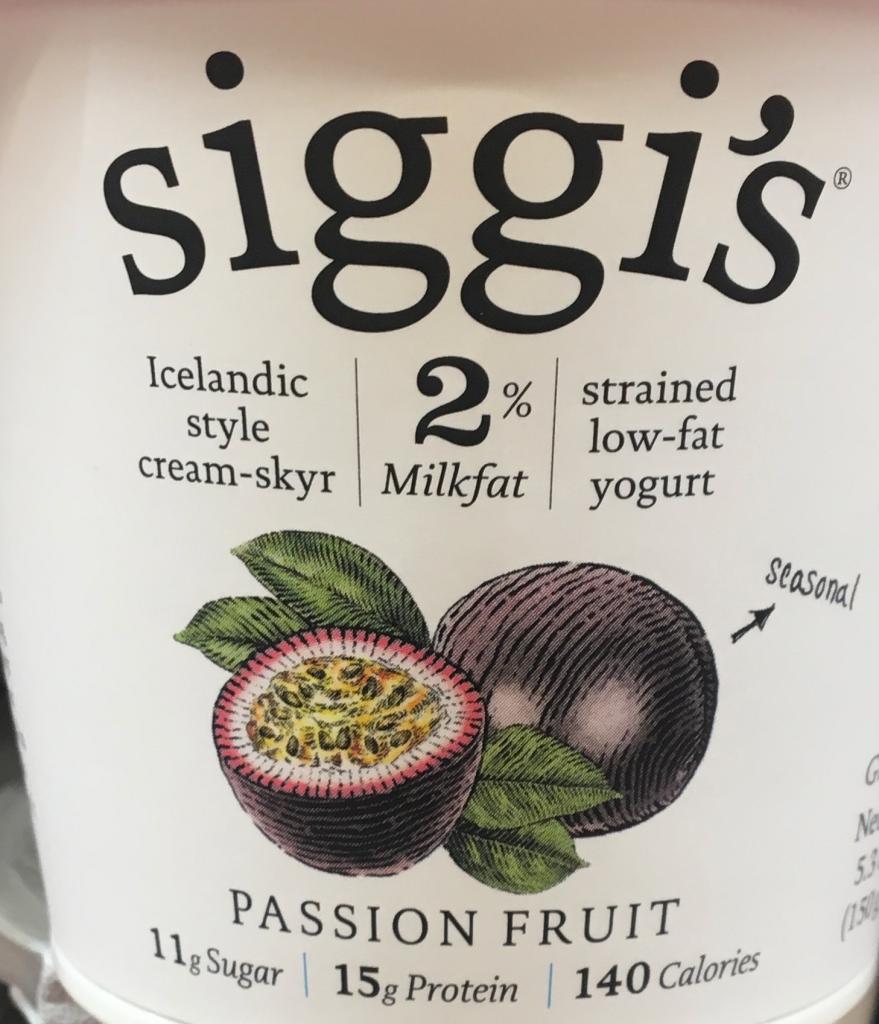 siggi's®
Icelandic
style
cream-skyr
2%
Milkfat
strained
low-fat
yogurt
seasonal
PASSION FRUIT
11g Sugar | 15g Protein | 140 Calories